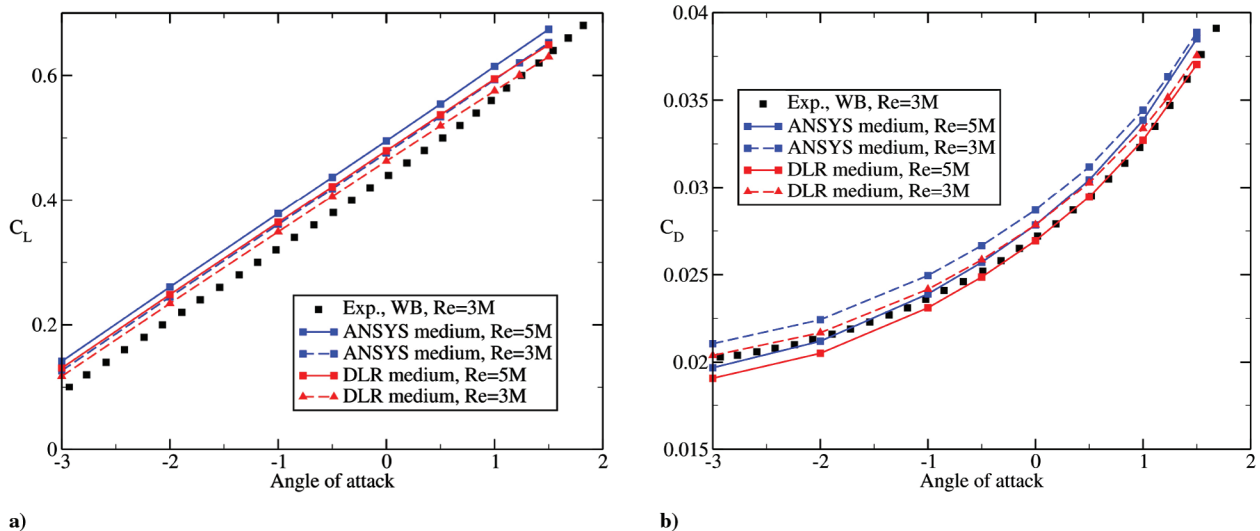 0.6
0.4
C_L
0.2
0
-3
-2
-1
0
1
2
Angle of attack
Exp., WB, Re=3M
ANSYS medium, Re=5M
ANSYS medium, Re=3M
DLR medium, Re=5M
DLR medium, Re=3M
a)
0.04
0.035
0.03
C_D
0.025
0.02
0.015
-3
-2
-1
0
1
2
Angle of attack
Exp., WB, Re=3M
ANSYS medium, Re=5M
ANSYS medium, Re=3M
DLR medium, Re=5M
DLR medium, Re=3M
b)